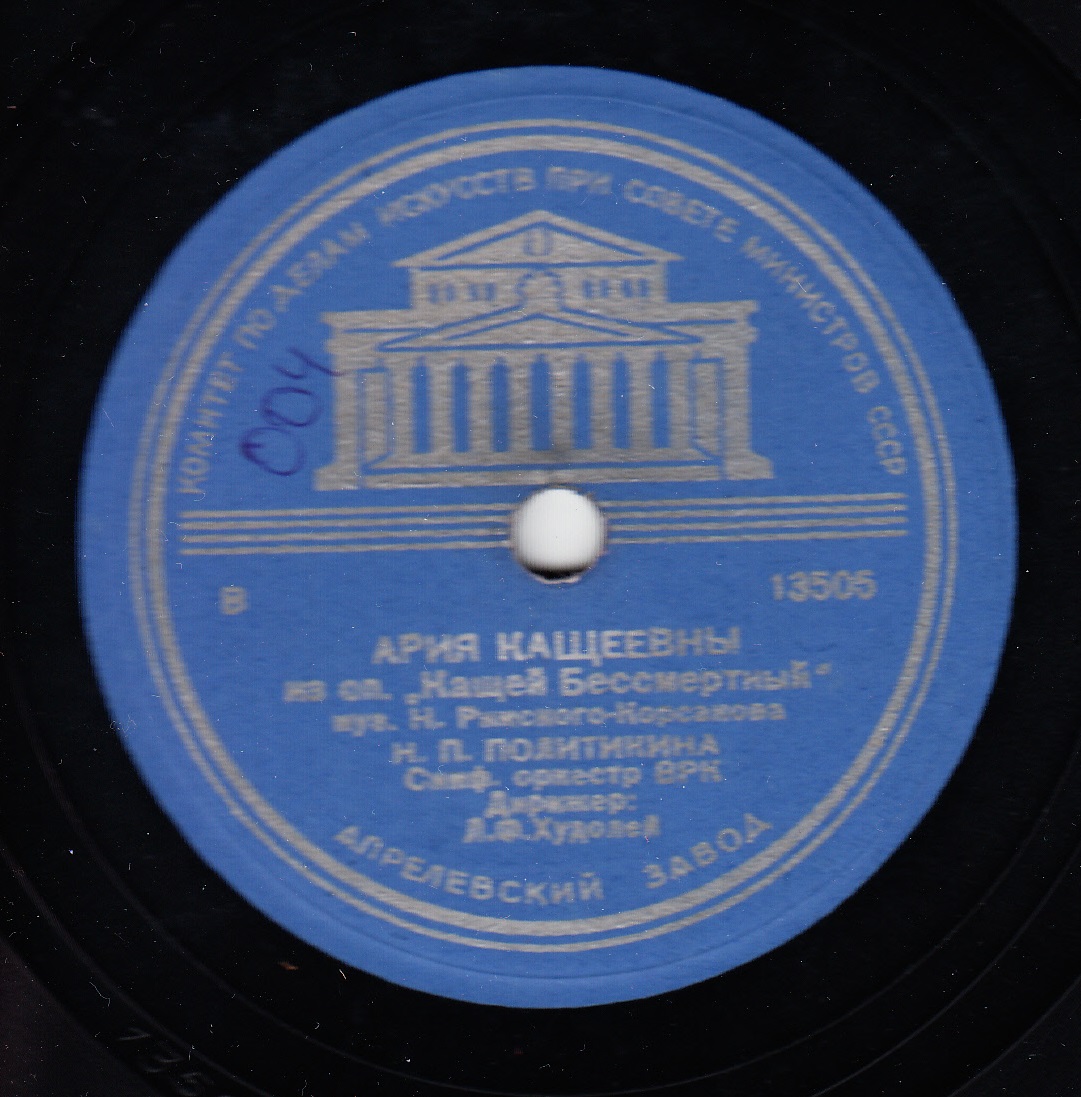 КОМИТЕТ ПО ДЕЛАМ ИСКУССТВ ПРИ СОВЕТЕ МИНИСТРОВ СССР
004
В 13505
АРИЯ КАЩЕЕВНЫ
из оп. „Кащей Бессмертный“
муз. Н. Римского-Корсакова
Н. П. ПОЛИТИКИНА
Симф. оркестр ВРК
Дирижер:
А.Ф.Худолей
АПРЕЛЕВСКИЙ ЗАВОД